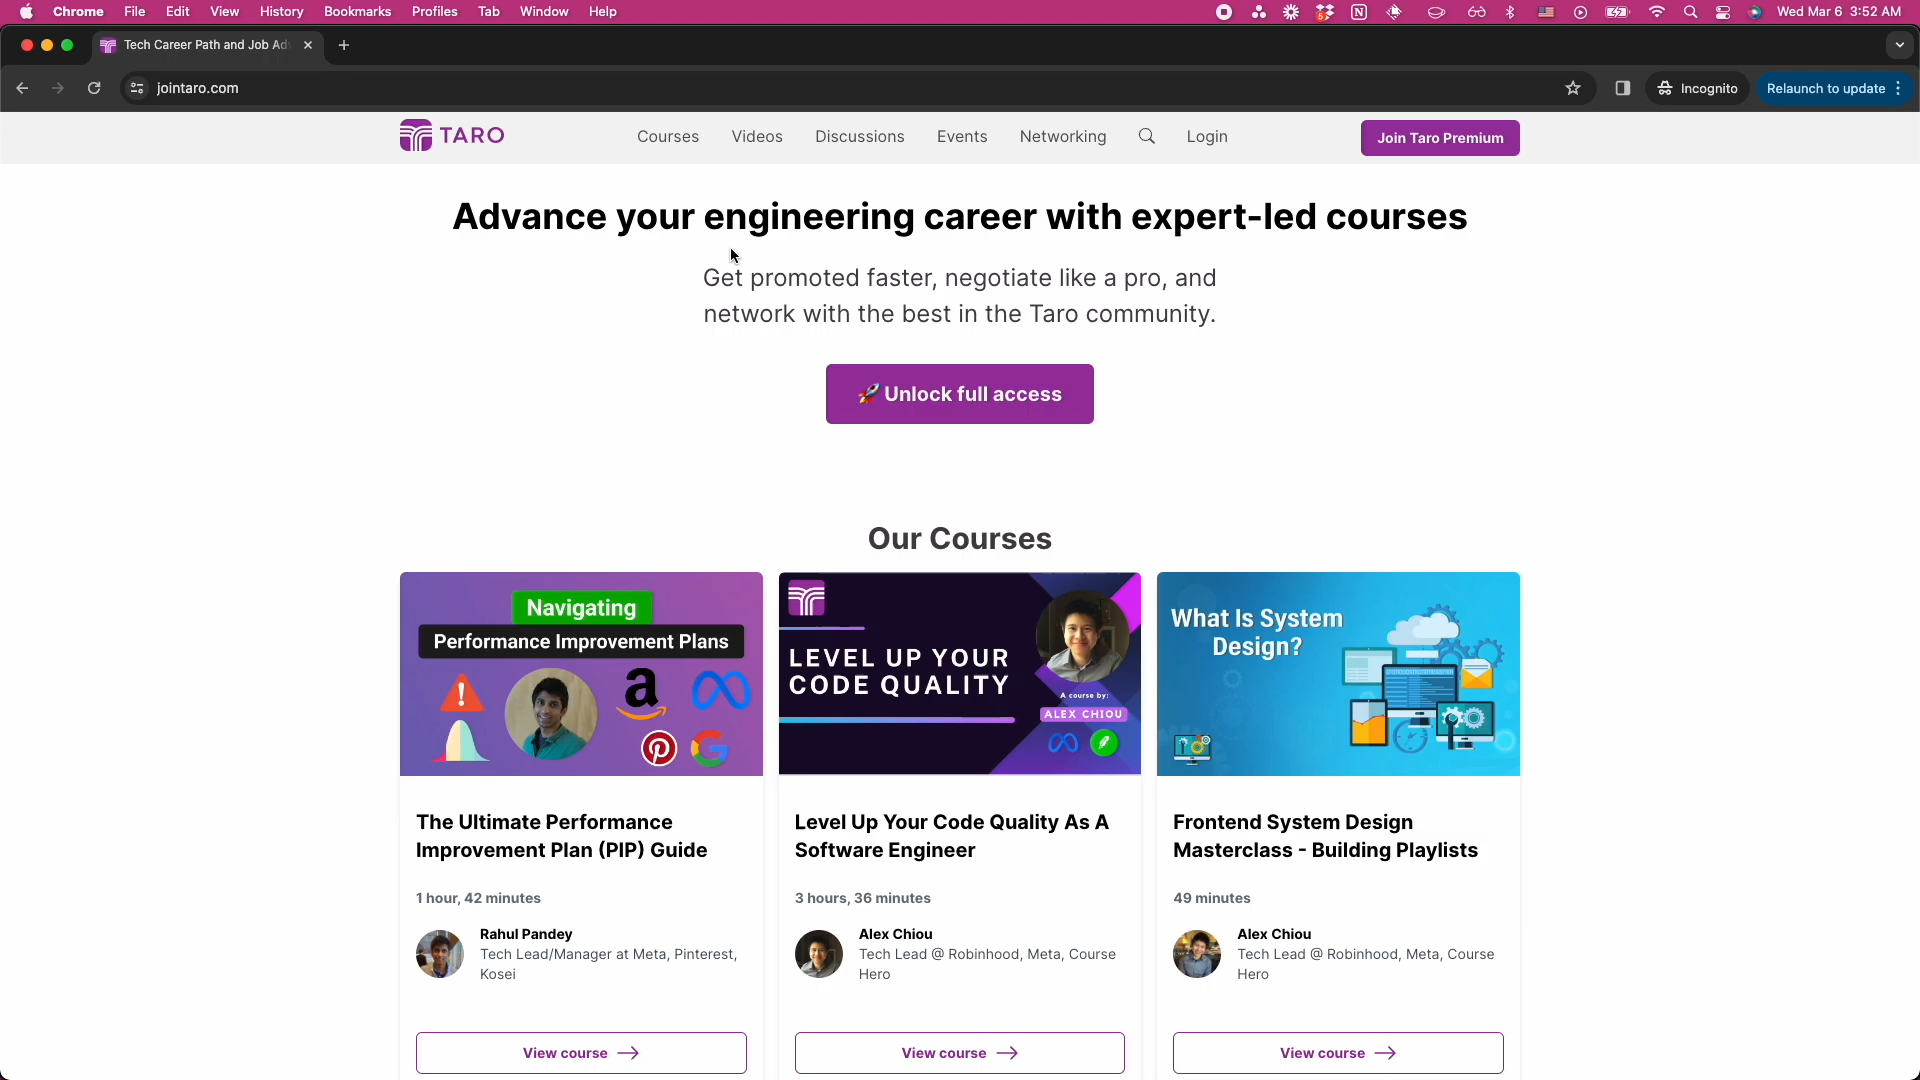 Chrome File Edit View History Bookmarks Profiles Tab Window Help Wed Mar 6 3:52 AM
Tech Career Path and Job Ad
jointaro.com Incognito Relaunch to update
TARO Courses Videos Discussions Events Networking Login Join Taro Premium
Advance your engineering career with expert-led courses
Get promoted faster, negotiate like a pro, and
network with the best in the Taro community.
🚀 Unlock full access
Our Courses
Navigating
Performance Improvement Plans
LEVEL UP YOUR
CODE QUALITY
A course by:
ALEX CHIOU
What Is System
Design?
The Ultimate Performance
Improvement Plan (PIP) Guide
1 hour, 42 minutes
Rahul Pandey
Tech Lead/Manager at Meta, Pinterest,
Kosei
View course
Level Up Your Code Quality As A
Software Engineer
3 hours, 36 minutes
Alex Chiou
Tech Lead @ Robinhood, Meta, Course
Hero
View course
Frontend System Design
Masterclass - Building Playlists
49 minutes
Alex Chiou
Tech Lead @ Robinhood, Meta, Course
Hero
View course